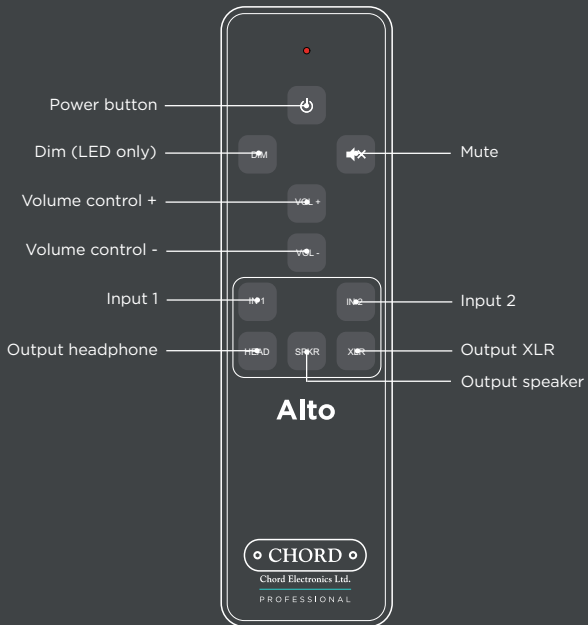 Power button
Dim (LED only)
DIM
Mute
Volume control +
VOL +
Volume control -
VOL -
Input 1
IN 1
IN 2
Input 2
Output headphone
HEAD
SPKR
XLR
Output XLR
Output speaker
Alto
CHORD
Chord Electronics Ltd.
PROFESSIONAL